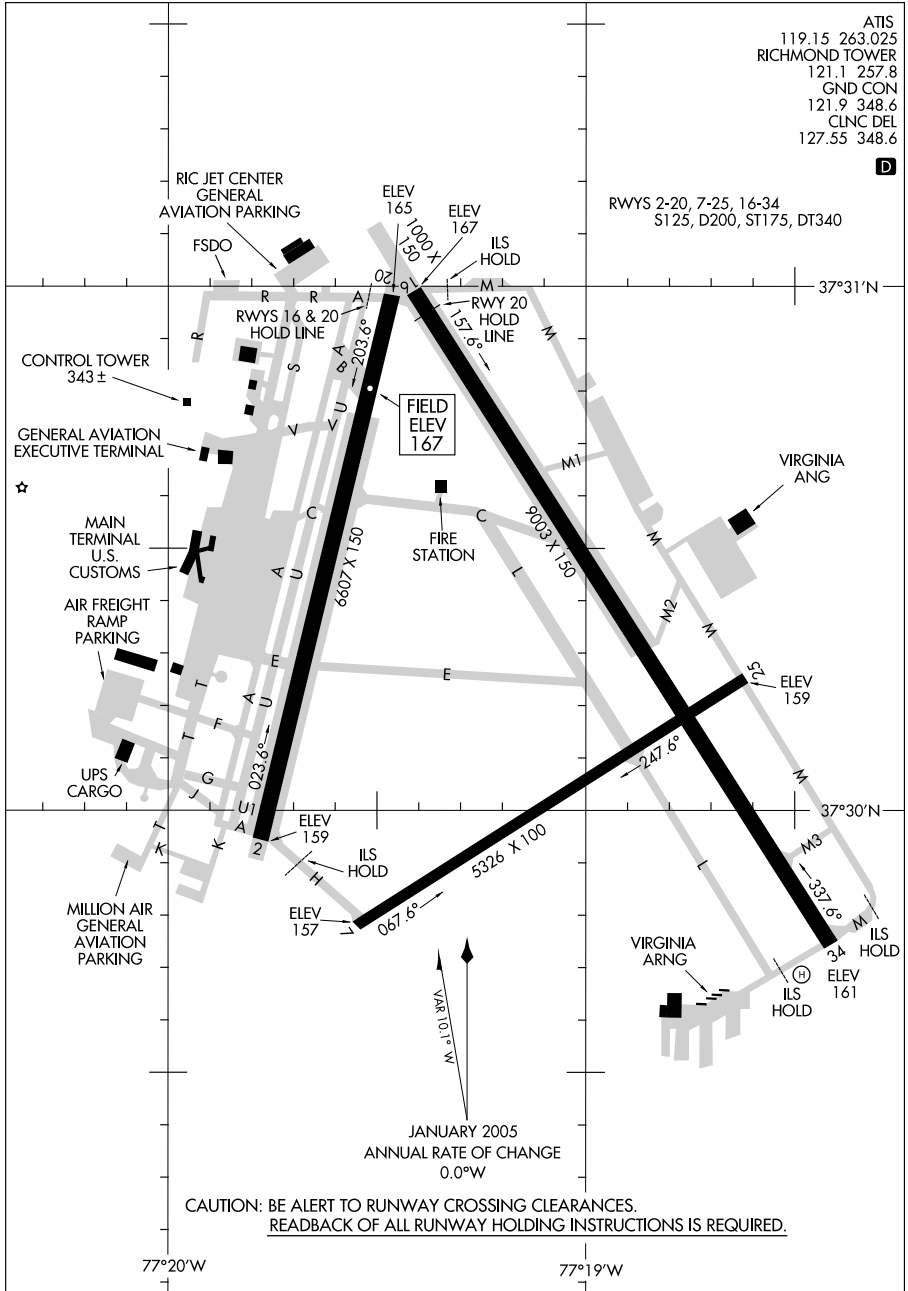 ATIS
119.15 263.025
RICHMOND TOWER
121.1 257.8
GND CON
121.9 348.6
CLNC DEL
127.55 348.6
D
RWYS 2-20, 7-25, 16-34
S125, D200, ST175, DT340
RIC JET CENTER
GENERAL
AVIATION PARKING
FSDO
ELEV
165
1000 X
150
ELEV
167
ILS
HOLD
20
16
M
37°31'N
R
R
A
RWYS 16 & 20
HOLD LINE
RWY 20
HOLD
LINE
203.6°
157.6°
R
S
A
B
M
M
CONTROL TOWER
343 ±
U
V
V
FIELD
ELEV
167
GENERAL AVIATION
EXECUTIVE TERMINAL
M1
VIRGINIA
ANG
C
C
FIRE
STATION
9003 X 150
M
MAIN
TERMINAL
U.S.
CUSTOMS
6607 X 150
A
U
L
AIR FREIGHT
RAMP
PARKING
M2
M
E
E
25
ELEV
159
T
A
U
F
T
023.6°
247.6°
UPS
CARGO
G
J
U1
M
37°30'N
T
K
K
A
2
ELEV
159
ILS
HOLD
5326 X 100
M3
H
L
MILLION AIR
GENERAL
AVIATION
PARKING
ELEV
157
7
067.6°
337.6°
M
ILS
HOLD
34
VIRGINIA
ARNG
H
ILS
HOLD
ELEV
161
VAR 10.1° W
JANUARY 2005
ANNUAL RATE OF CHANGE
0.0°W
CAUTION: BE ALERT TO RUNWAY CROSSING CLEARANCES.
READBACK OF ALL RUNWAY HOLDING INSTRUCTIONS IS REQUIRED.
77°20'W
77°19'W